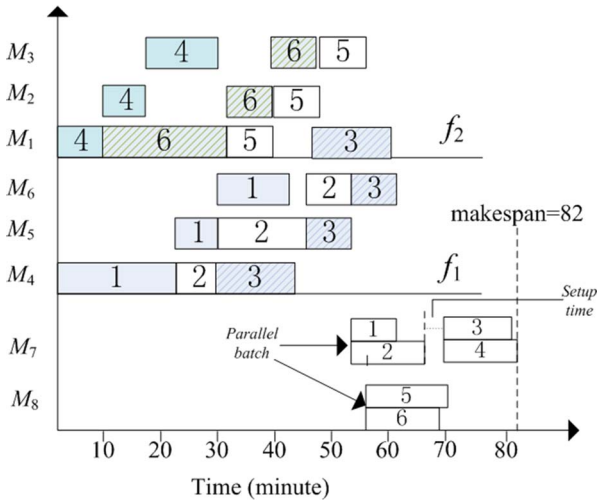 M3 4 6 5
M2 4 6 5
M1 4 6 5 3 f2
M6 1 2 3
makespan=82
M5 1 2 3
M4 1 2 3 f1
Setup
time
Parallel
batch
M7 1 3
2 4
M8 5
6
10 20 30 40 50 60 70 80
Time (minute)